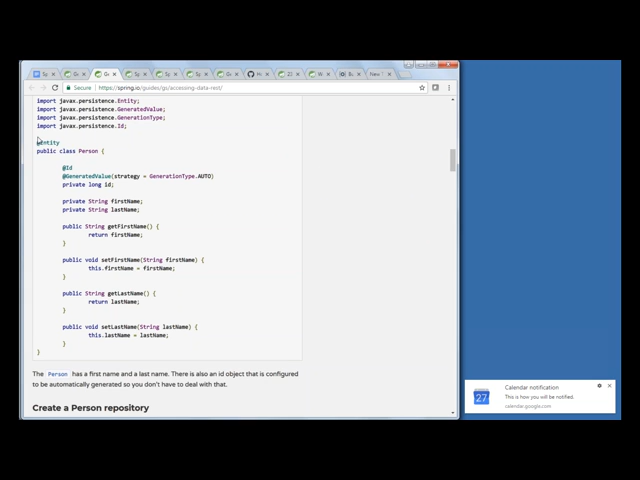 New T
Secure
https://spring.io/guides/gs/accessing-data-rest/
import javax.persistence.Entity;
import javax.persistence.GeneratedValue;
import javax.persistence.GenerationType;
import javax.persistence.Id;
@Entity
public class Person {
@Id
@GeneratedValue(strategy = GenerationType.AUTO)
private long id;
private String firstName;
private String lastName;
public String getFirstName() {
return firstName;
}
public void setFirstName(String firstName) {
this.firstName = firstName;
}
public String getLastName() {
return lastName;
}
public void setLastName(String lastName) {
this.lastName = lastName;
}
}
The Person has a first name and a last name. There is also an id object that is configured
to be automatically generated so you don't have to deal with that.
Create a Person repository
Calendar notification
27
This is how you will be notified.
calendar.google.com